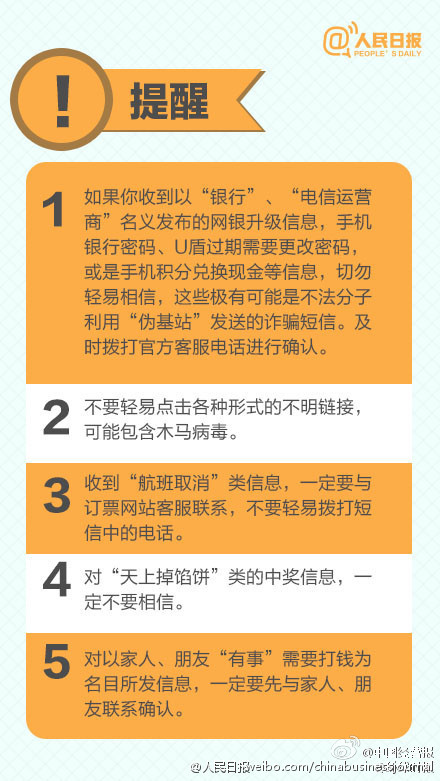 @人民日报
PEOPLE'S DAILY
! 提醒
1 如果你收到以“银行”、“电信运营
商”名义发布的网银升级信息，手机
银行密码、U盾过期需要更改密码，
或是手机积分兑换现金等信息，切勿
轻易相信，这些极有可能是不法分子
利用“伪基站”发送的诈骗短信。及
时拨打官方客服电话进行确认。
2 不要轻易点击各种形式的不明链接，
可能包含木马病毒。
3 收到“航班取消”类信息，一定要与
订票网站客服联系，不要轻易拨打短
信中的电话。
4 对“天上掉馅饼”类的中奖信息，一
定不要相信。
5 对以家人、朋友“有事”需要打钱为
名目所发信息，一定要先与家人、朋
友联系确认。
@人民日报
weibo.com/chinabusinessjournal